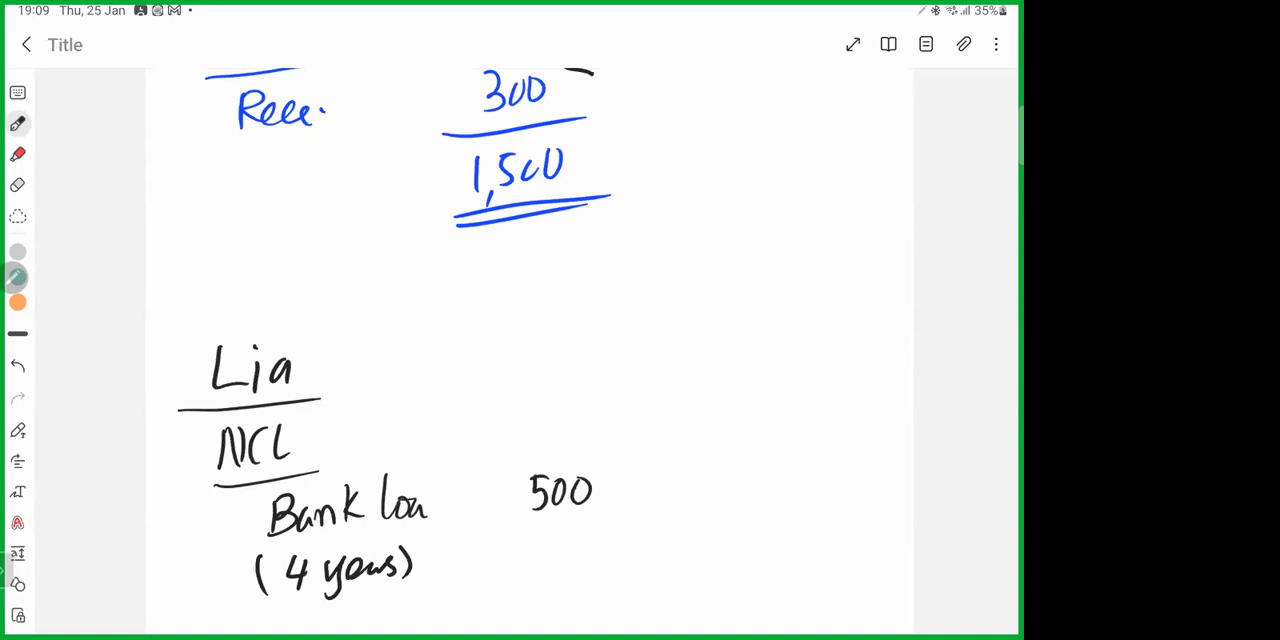 19:09 Thu, 25 Jan
35%
Title
300
Rece.
1,500
Lia
NCL
Bank loa 500
(4 years)